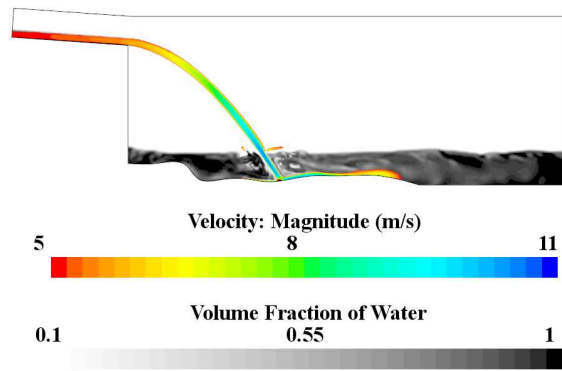 Velocity: Magnitude (m/s)
5 8 11
Volume Fraction of Water
0.1 0.55 1